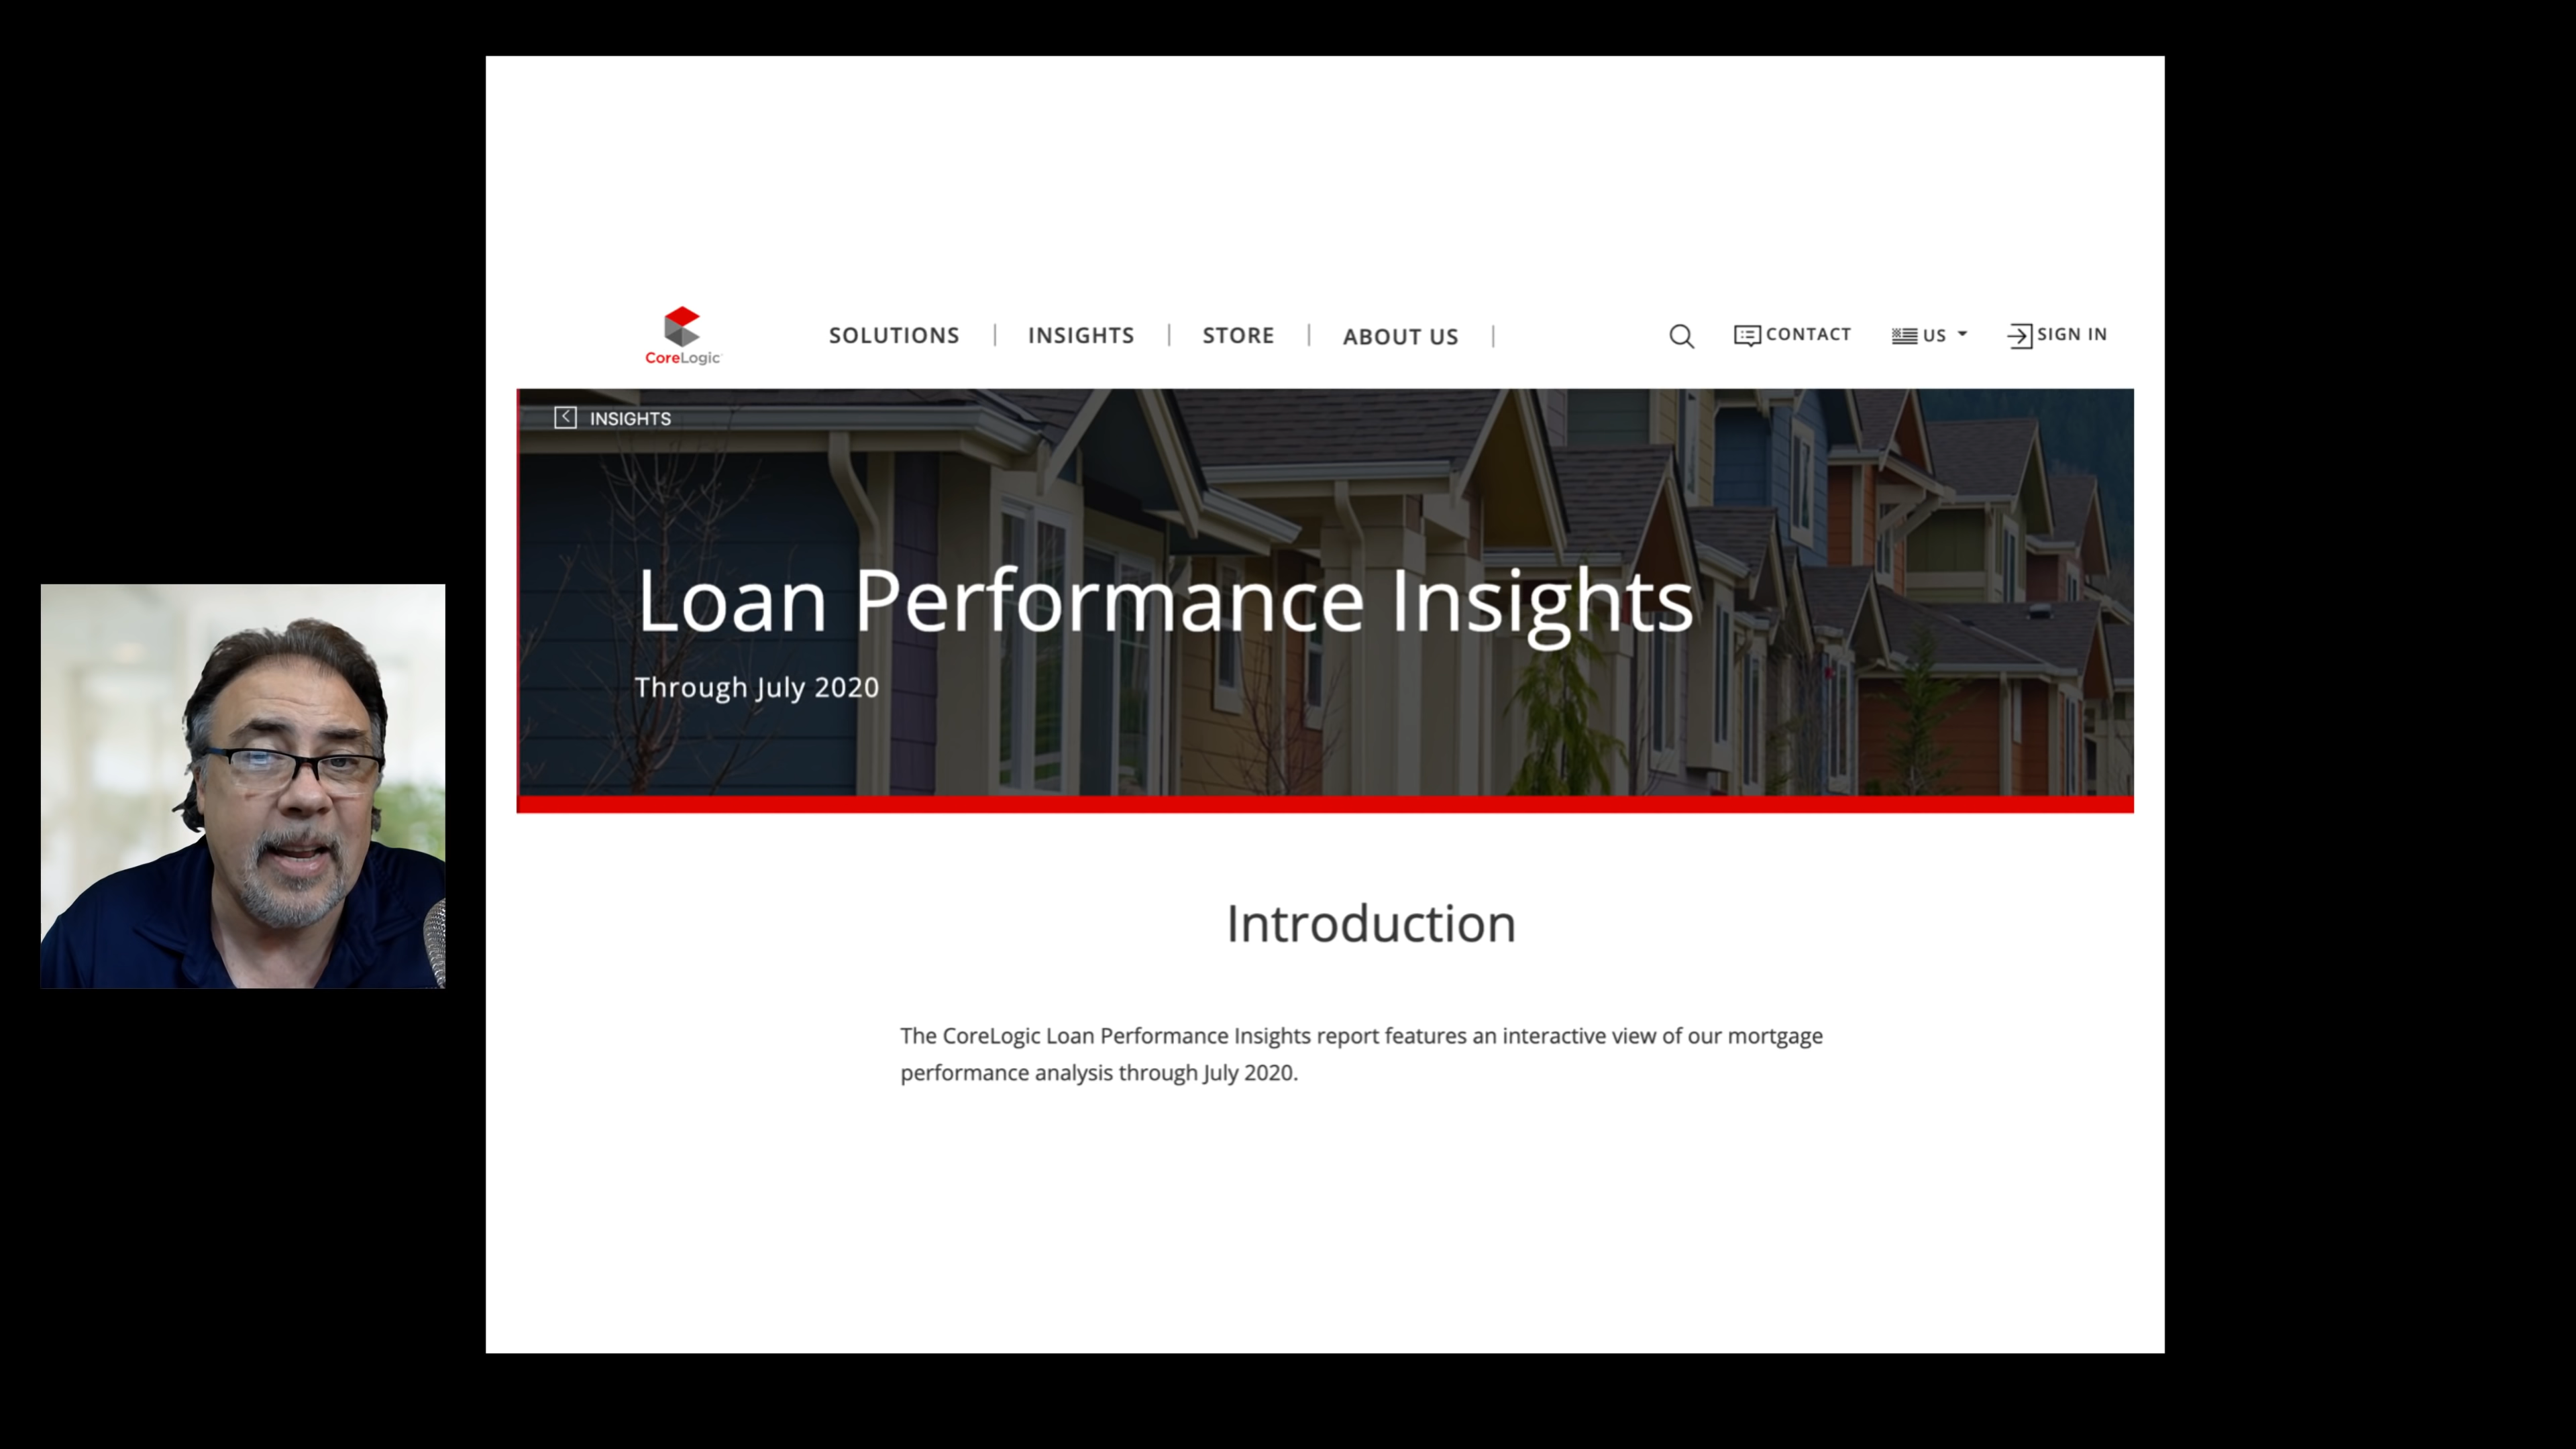 CoreLogic
SOLUTIONS | INSIGHTS | STORE | ABOUT US |
CONTACT
US
SIGN IN
INSIGHTS
Loan Performance Insights
Through July 2020
Introduction
The CoreLogic Loan Performance Insights report features an interactive view of our mortgage
performance analysis through July 2020.